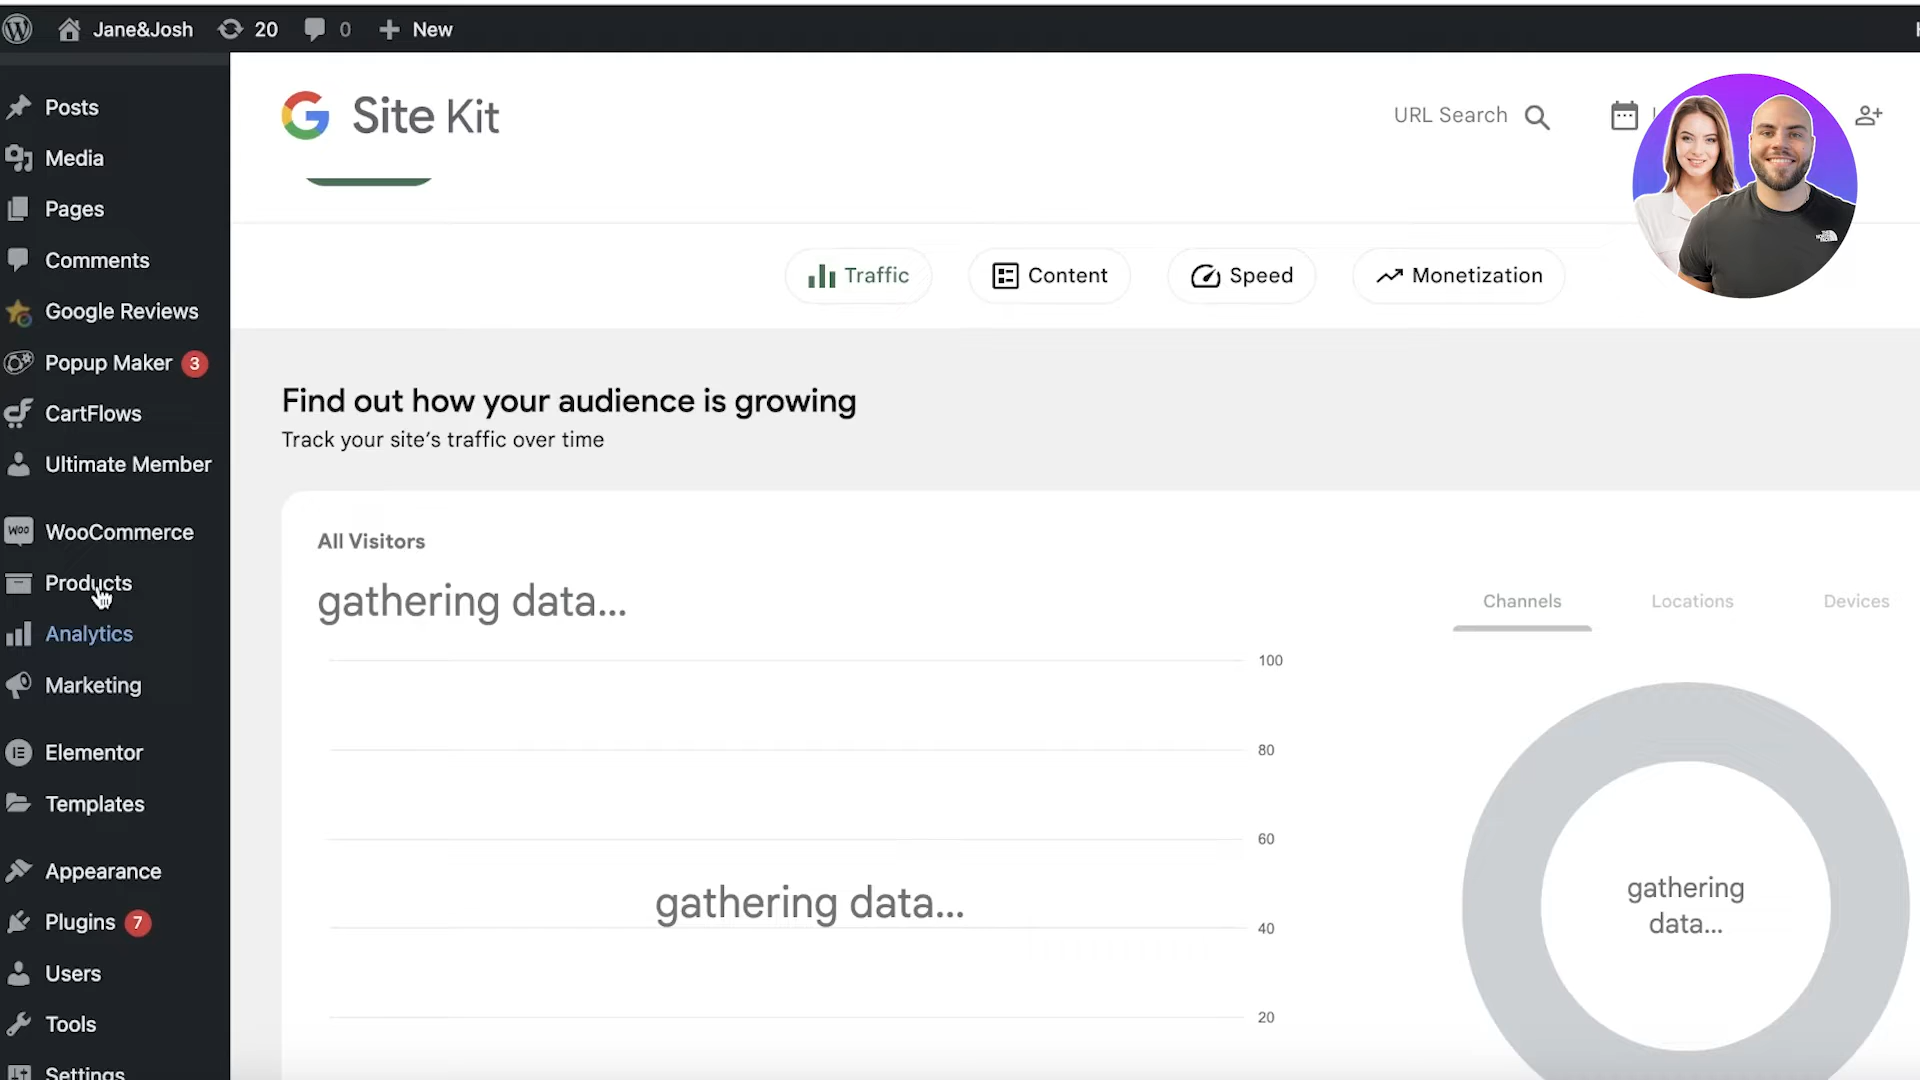 Jane&Josh 20 0 New
Posts
Media
Pages
Comments
Google Reviews
Popup Maker 3
CartFlows
Ultimate Member
WooCommerce
Products
Analytics
Marketing
Elementor
Templates
Appearance
Plugins 7
Users
Tools
Settings
G Site Kit
URL Search
Traffic
Content
Speed
Monetization
Find out how your audience is growing
Track your site's traffic over time
All Visitors
gathering data...
Channels
Locations
Devices
100
80
60
40
20
gathering data...
gathering
data...